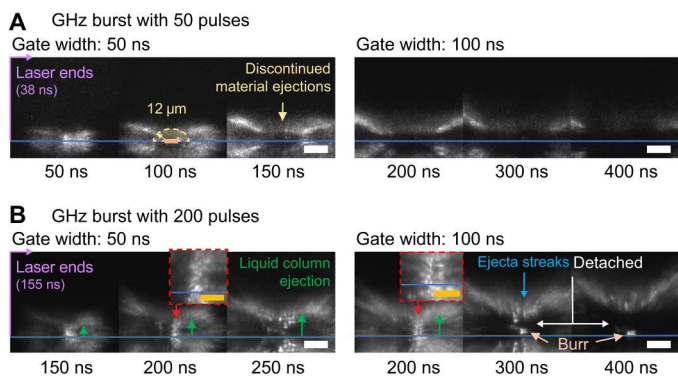 A GHz burst with 50 pulses
Gate width: 50 ns
Gate width: 100 ns
Laser ends
(38 ns)
12 µm
Discontinued
material ejections
50 ns
100 ns
150 ns
200 ns
300 ns
400 ns
B GHz burst with 200 pulses
Gate width: 50 ns
Gate width: 100 ns
Laser ends
(155 ns)
Liquid column
ejection
Ejecta streaks
Detached
Burr
150 ns
200 ns
250 ns
200 ns
300 ns
400 ns